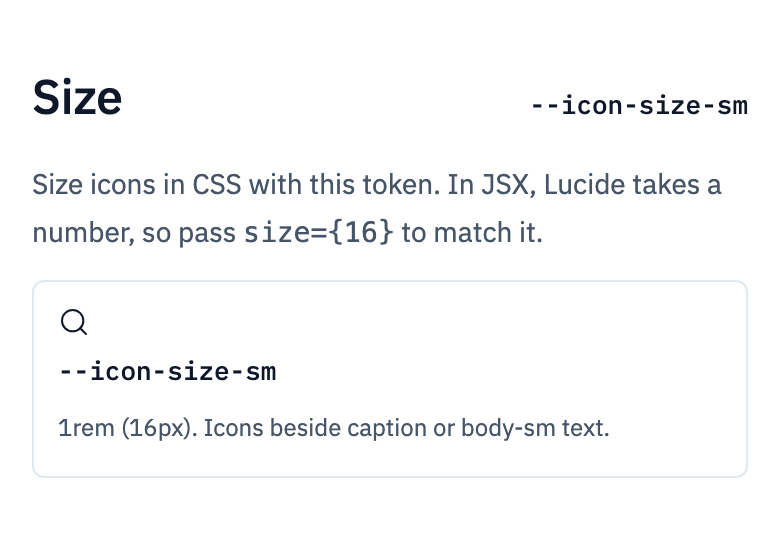 Size
--icon-size-sm
Size icons in CSS with this token. In JSX, Lucide takes a
number, so pass size={16} to match it.
--icon-size-sm
1rem (16px). Icons beside caption or body-sm text.